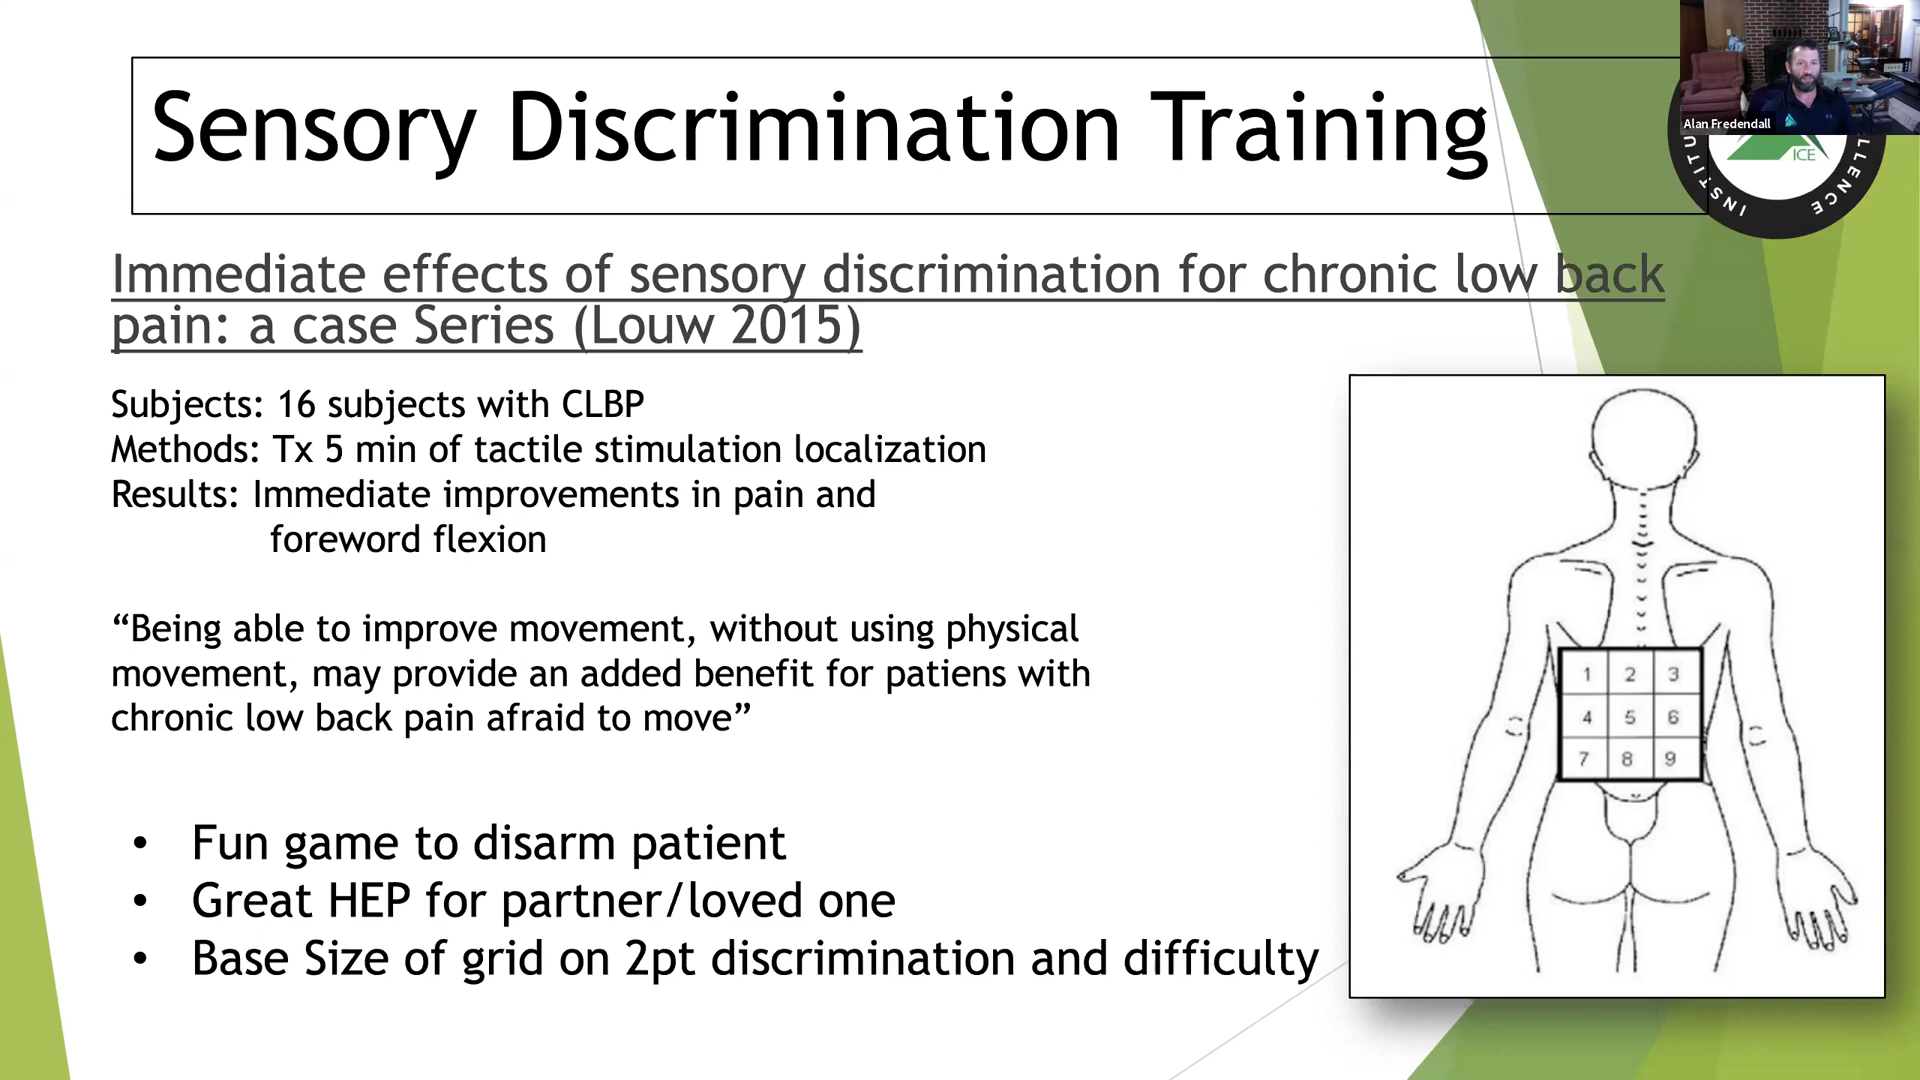 Sensory Discrimination Training
Alan Fredendall
ICE
INSTITU
LLENCE
Immediate effects of sensory discrimination for chronic low back
pain: a case Series (Louw 2015)
Subjects: 16 subjects with CLBP
Methods: Tx 5 min of tactile stimulation localization
Results: Immediate improvements in pain and
foreword flexion
“Being able to improve movement, without using physical
movement, may provide an added benefit for patiens with
chronic low back pain afraid to move”
• Fun game to disarm patient
• Great HEP for partner/loved one
• Base Size of grid on 2pt discrimination and difficulty
1 2 3
4 5 6
7 8 9